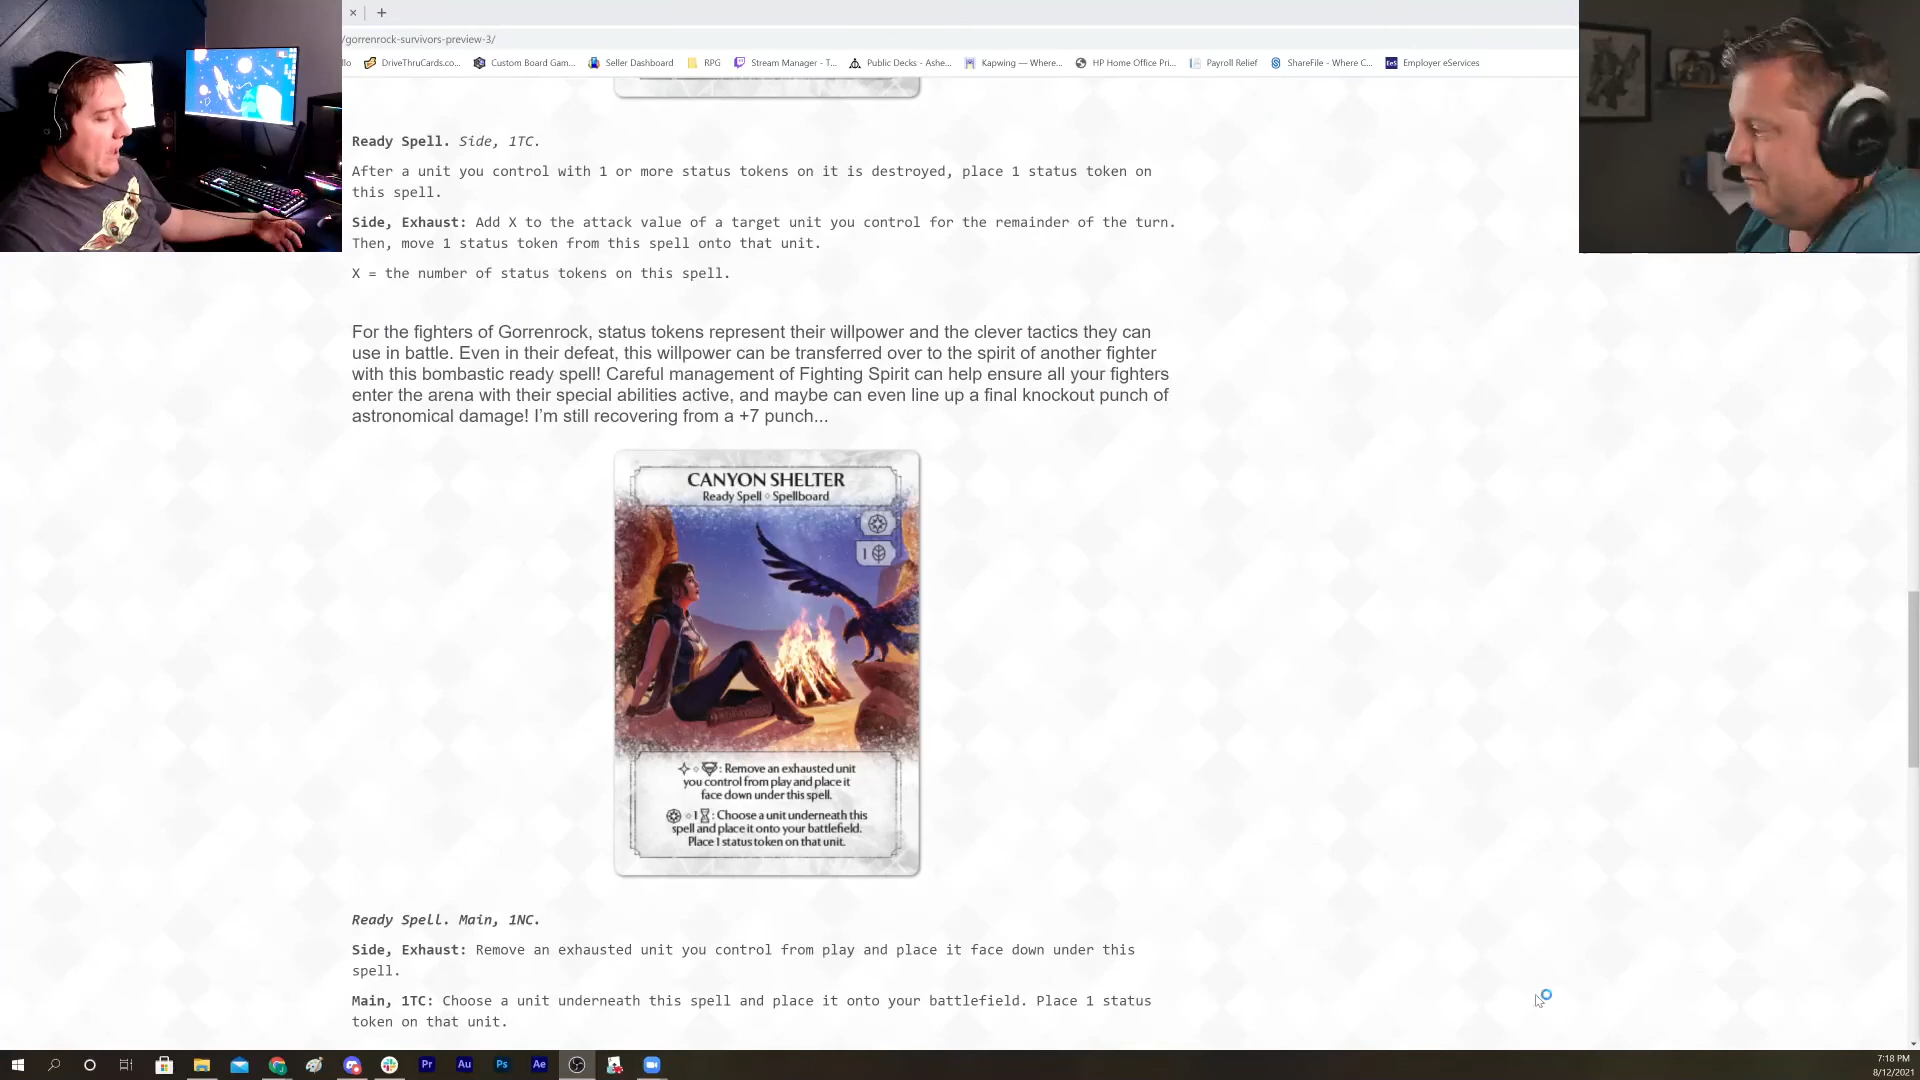 /gorrenrock-survivors-preview-3/
llo DriveThruCards.co... Custom Board Gam... Seller Dashboard RPG Stream Manager - T... Public Decks - Ashe... Kapwing — Where... HP Home Office Pri... Payroll Relief ShareFile - Where C... EeS Employer eServices
Ready Spell. Side, 1TC.
After a unit you control with 1 or more status tokens on it is destroyed, place 1 status token on
this spell.
Side, Exhaust: Add X to the attack value of a target unit you control for the remainder of the turn.
Then, move 1 status token from this spell onto that unit.
X = the number of status tokens on this spell.
For the fighters of Gorrenrock, status tokens represent their willpower and the clever tactics they can
use in battle. Even in their defeat, this willpower can be transferred over to the spirit of another fighter
with this bombastic ready spell! Careful management of Fighting Spirit can help ensure all your fighters
enter the arena with their special abilities active, and maybe can even line up a final knockout punch of
astronomical damage! I’m still recovering from a +7 punch...
CANYON SHELTER
Ready Spell ◦ Spellboard
1
: Remove an exhausted unit
you control from play and place it
face down under this spell.
1 : Choose a unit underneath this
spell and place it onto your battlefield.
Place 1 status token on that unit.
Ready Spell. Main, 1NC.
Side, Exhaust: Remove an exhausted unit you control from play and place it face down under this
spell.
Main, 1TC: Choose a unit underneath this spell and place it onto your battlefield. Place 1 status
token on that unit.
Pr Au Ps Ae
7:18 PM
8/12/2021